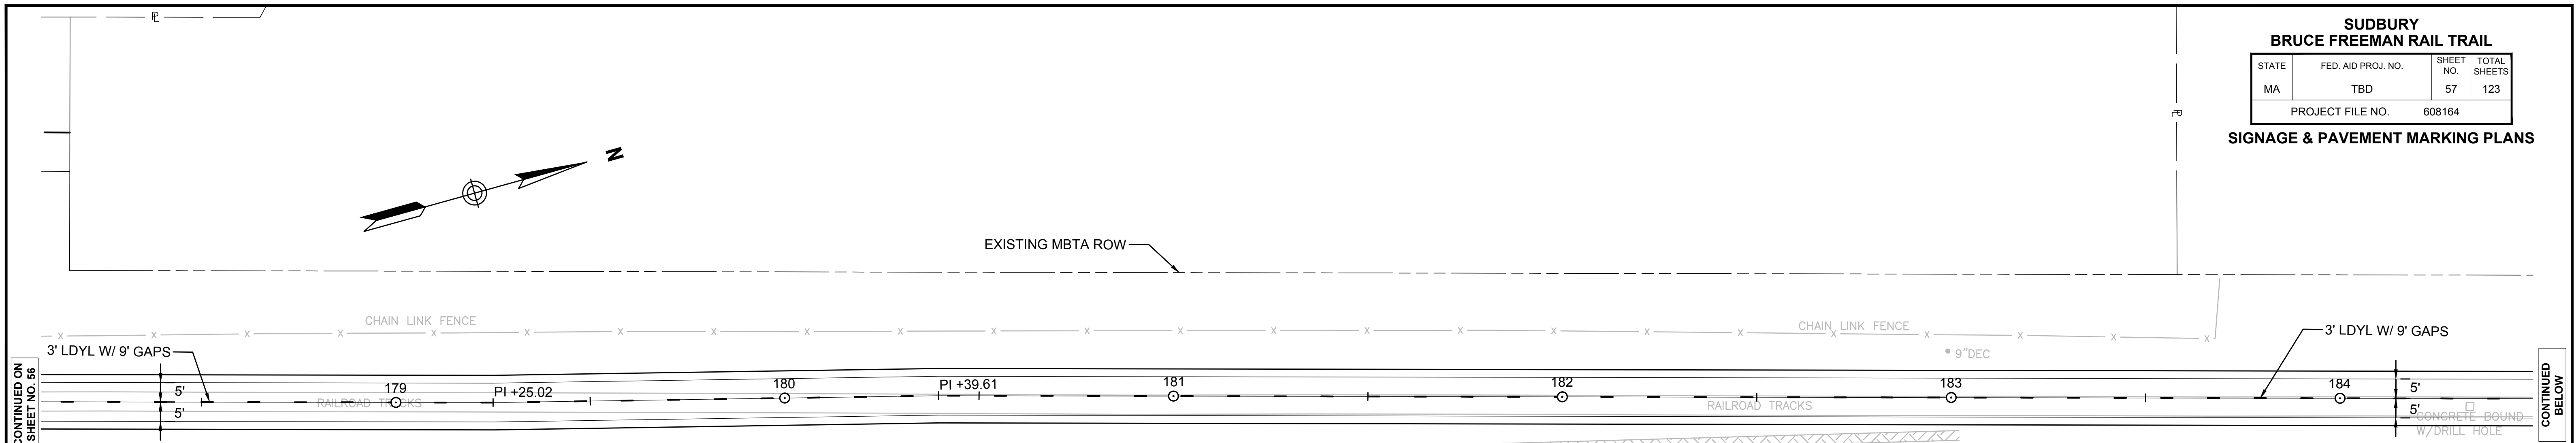 SUDBURY
BRUCE FREEMAN RAIL TRAIL
STATE FED. AID PROJ. NO. SHEET NO. TOTAL SHEETS
MA TBD 57 123
PROJECT FILE NO. 608164
SIGNAGE & PAVEMENT MARKING PLANS
PL
PL
N
EXISTING MBTA ROW
CHAIN LINK FENCE
CHAIN LINK FENCE
3' LDYL W/ 9' GAPS
3' LDYL W/ 9' GAPS
9"DEC
CONTINUED ON
SHEET NO. 56
5'
5'
179
PI +25.02
180
PI +39.61
181
182
183
184
5'
5'
RAILROAD TRACKS
RAILROAD TRACKS
CONCRETE BOUND
W/DRILL HOLE
CONTINUED
BELOW